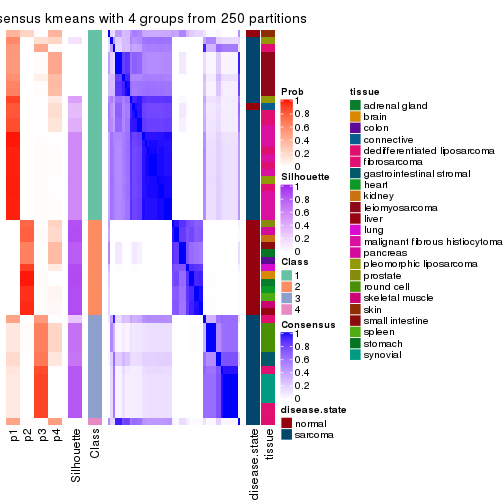 sensus kmeans with 4 groups from 250 partitions
Prob
1
0.8
0.6
0.4
0.2
0
Silhouette
1
0.8
0.6
0.4
0.2
0
Class
1
2
3
4
Consensus
1
0.8
0.6
0.4
0.2
0
disease.state
normal
sarcoma
tissue
adrenal gland
brain
colon
connective
dedifferentiated liposarcoma
fibrosarcoma
gastrointestinal stromal
heart
kidney
leiomyosarcoma
liver
lung
malignant fibrous histiocytoma
pancreas
pleomorphic liposarcoma
prostate
round cell
skeletal muscle
skin
small intestine
spleen
stomach
synovial
p1
p2
p3
p4
Silhouette
Class
disease.state
tissue